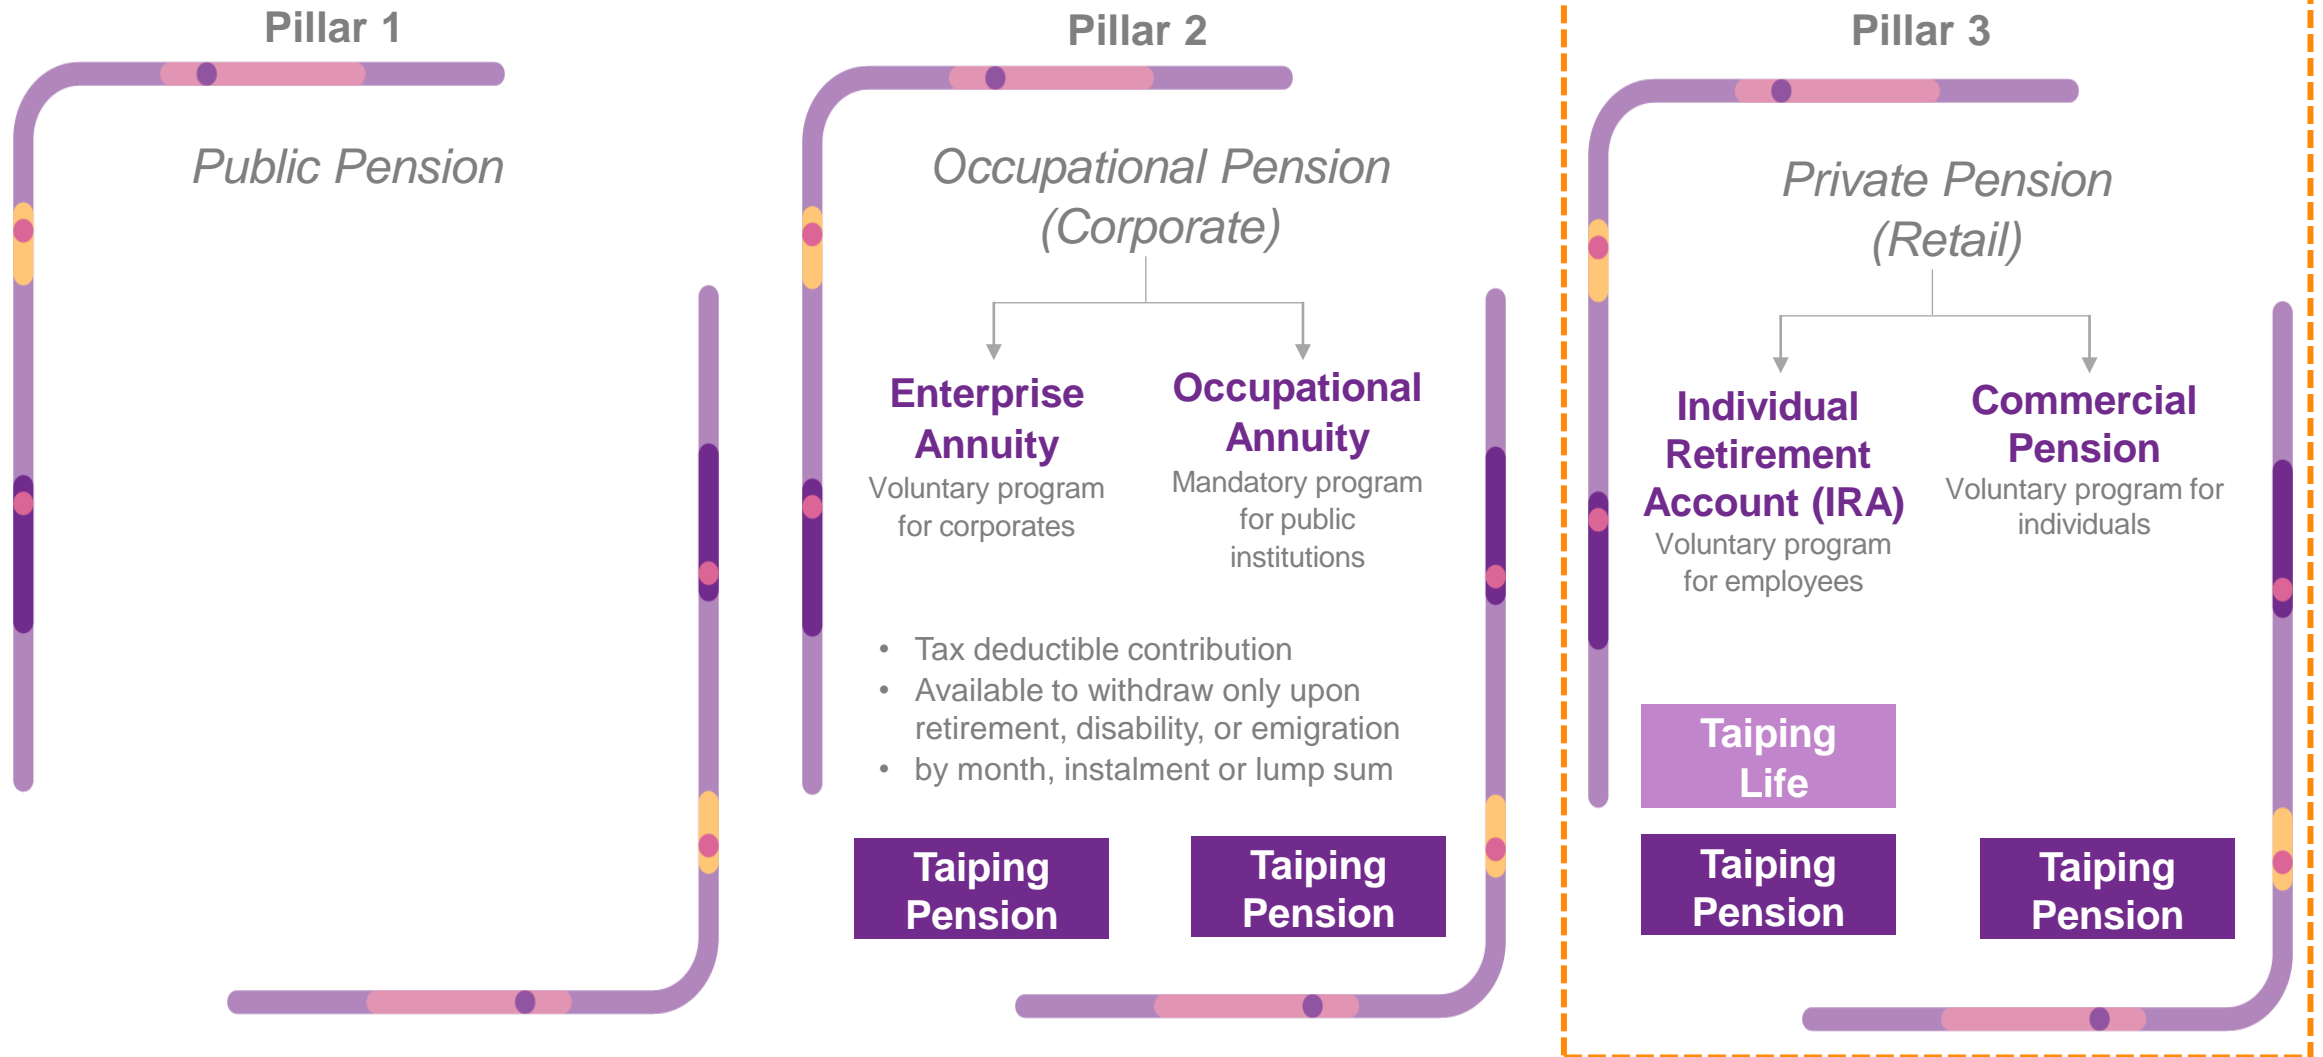 Pillar 1
Public Pension
Pillar 2
Occupational Pension
(Corporate)
Enterprise
Annuity
Voluntary program
for corporates
Occupational
Annuity
Mandatory program
for public
institutions
• Tax deductible contribution
• Available to withdraw only upon
retirement, disability, or emigration
• by month, instalment or lump sum
Taiping
Pension
Taiping
Pension
Pillar 3
Private Pension
(Retail)
Individual
Retirement
Account (IRA)
Voluntary program
for employees
Commercial
Pension
Voluntary program for
individuals
Taiping
Life
Taiping
Pension
Taiping
Pension